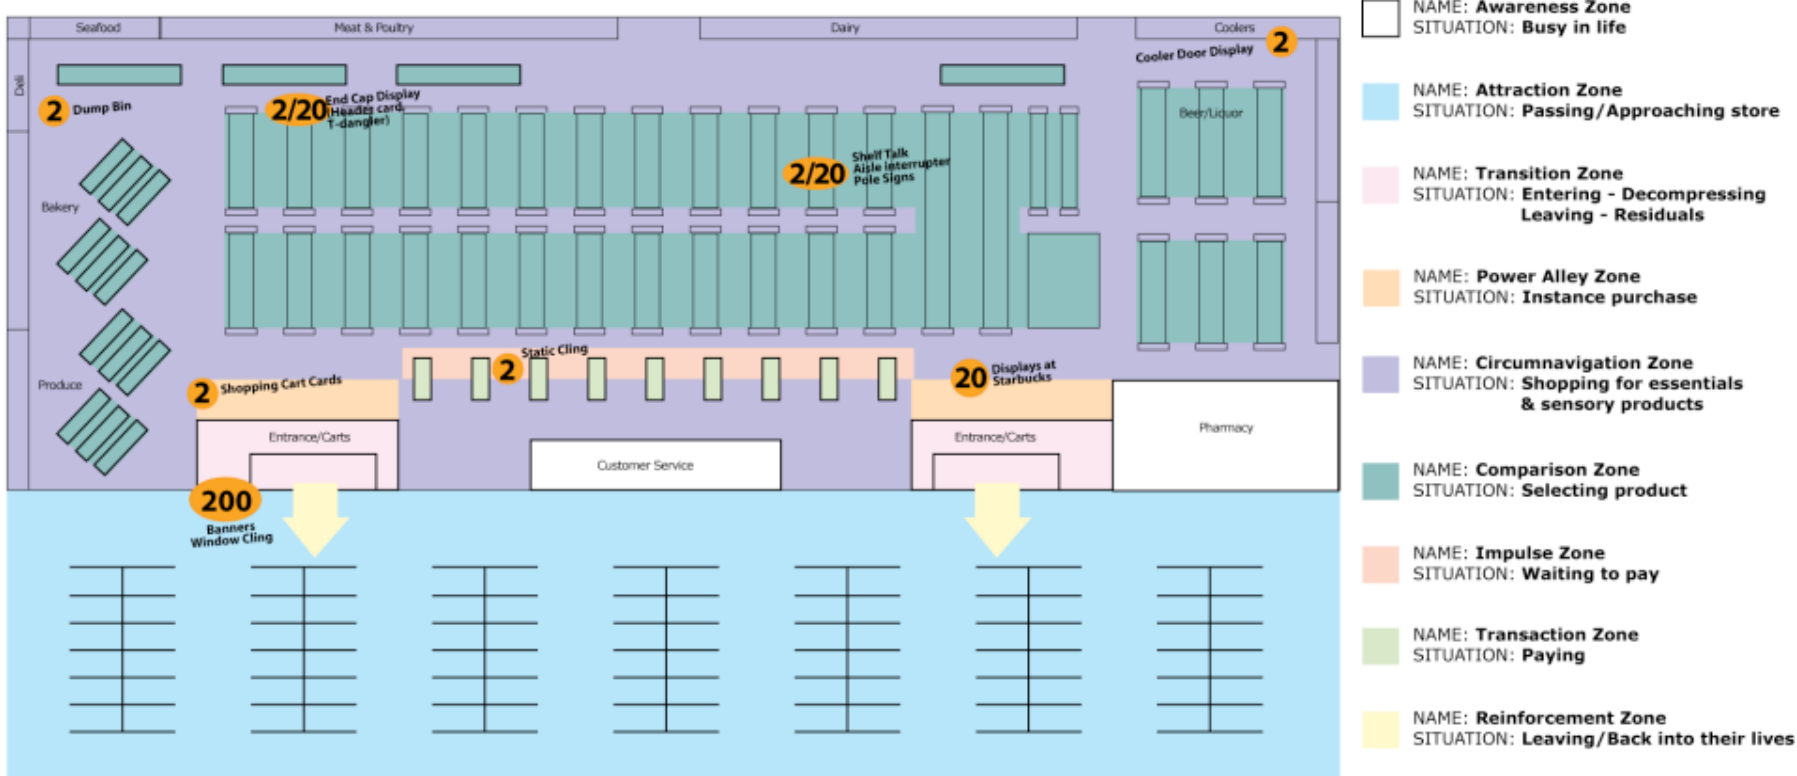 Seafood
Meat & Poultry
Dairy
Coolers
Deli
2 Dump Bin
2/20 End Cap Display
(Header card,
T-dangler)
Cooler Door Display 2
Beer/Liquor
2/20 Shelf Talk
Aisle Interrupter
Pole Signs
Bakery
Produce
2 Shopping Cart Cards
2 Static Cling
20 Displays at
Starbucks
Entrance/Carts
Customer Service
Entrance/Carts
Pharmacy
200
Banners
Window Cling
NAME: Awareness Zone
SITUATION: Busy in life
NAME: Attraction Zone
SITUATION: Passing/Approaching store
NAME: Transition Zone
SITUATION: Entering - Decompressing
Leaving - Residuals
NAME: Power Alley Zone
SITUATION: Instance purchase
NAME: Circumnavigation Zone
SITUATION: Shopping for essentials
& sensory products
NAME: Comparison Zone
SITUATION: Selecting product
NAME: Impulse Zone
SITUATION: Waiting to pay
NAME: Transaction Zone
SITUATION: Paying
NAME: Reinforcement Zone
SITUATION: Leaving/Back into their lives